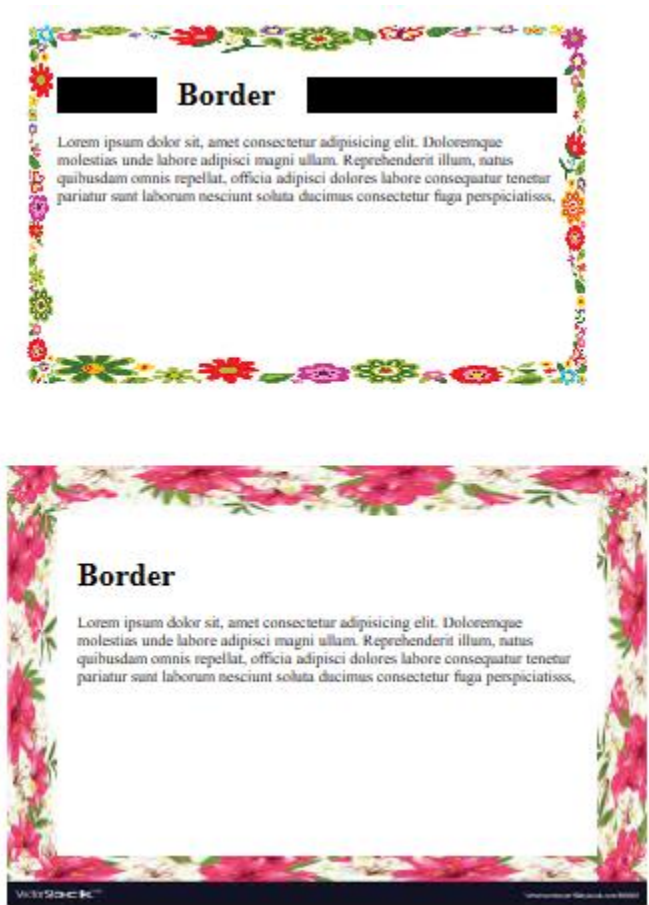 Border
Lorem ipsum dolor sit, amet consectetur adipisicing elit. Doloremque
molestias unde labore adipisci magni ullam. Reprehenderit illum, natus
quibusdam omnis repellat, officia adipisci dolores labore consequatur tenetur
pariatur sunt laborum nesciunt soluta ducimus consectetur fuga perspiciatisss,
Border
Lorem ipsum dolor sit, amet consectetur adipisicing elit. Doloremque
molestias unde labore adipisci magni ullam. Reprehenderit illum, natus
quibusdam omnis repellat, officia adipisci dolores labore consequatur tenetur
pariatur sunt laborum nesciunt soluta ducimus consectetur fuga perspiciatisss,
VectorStock